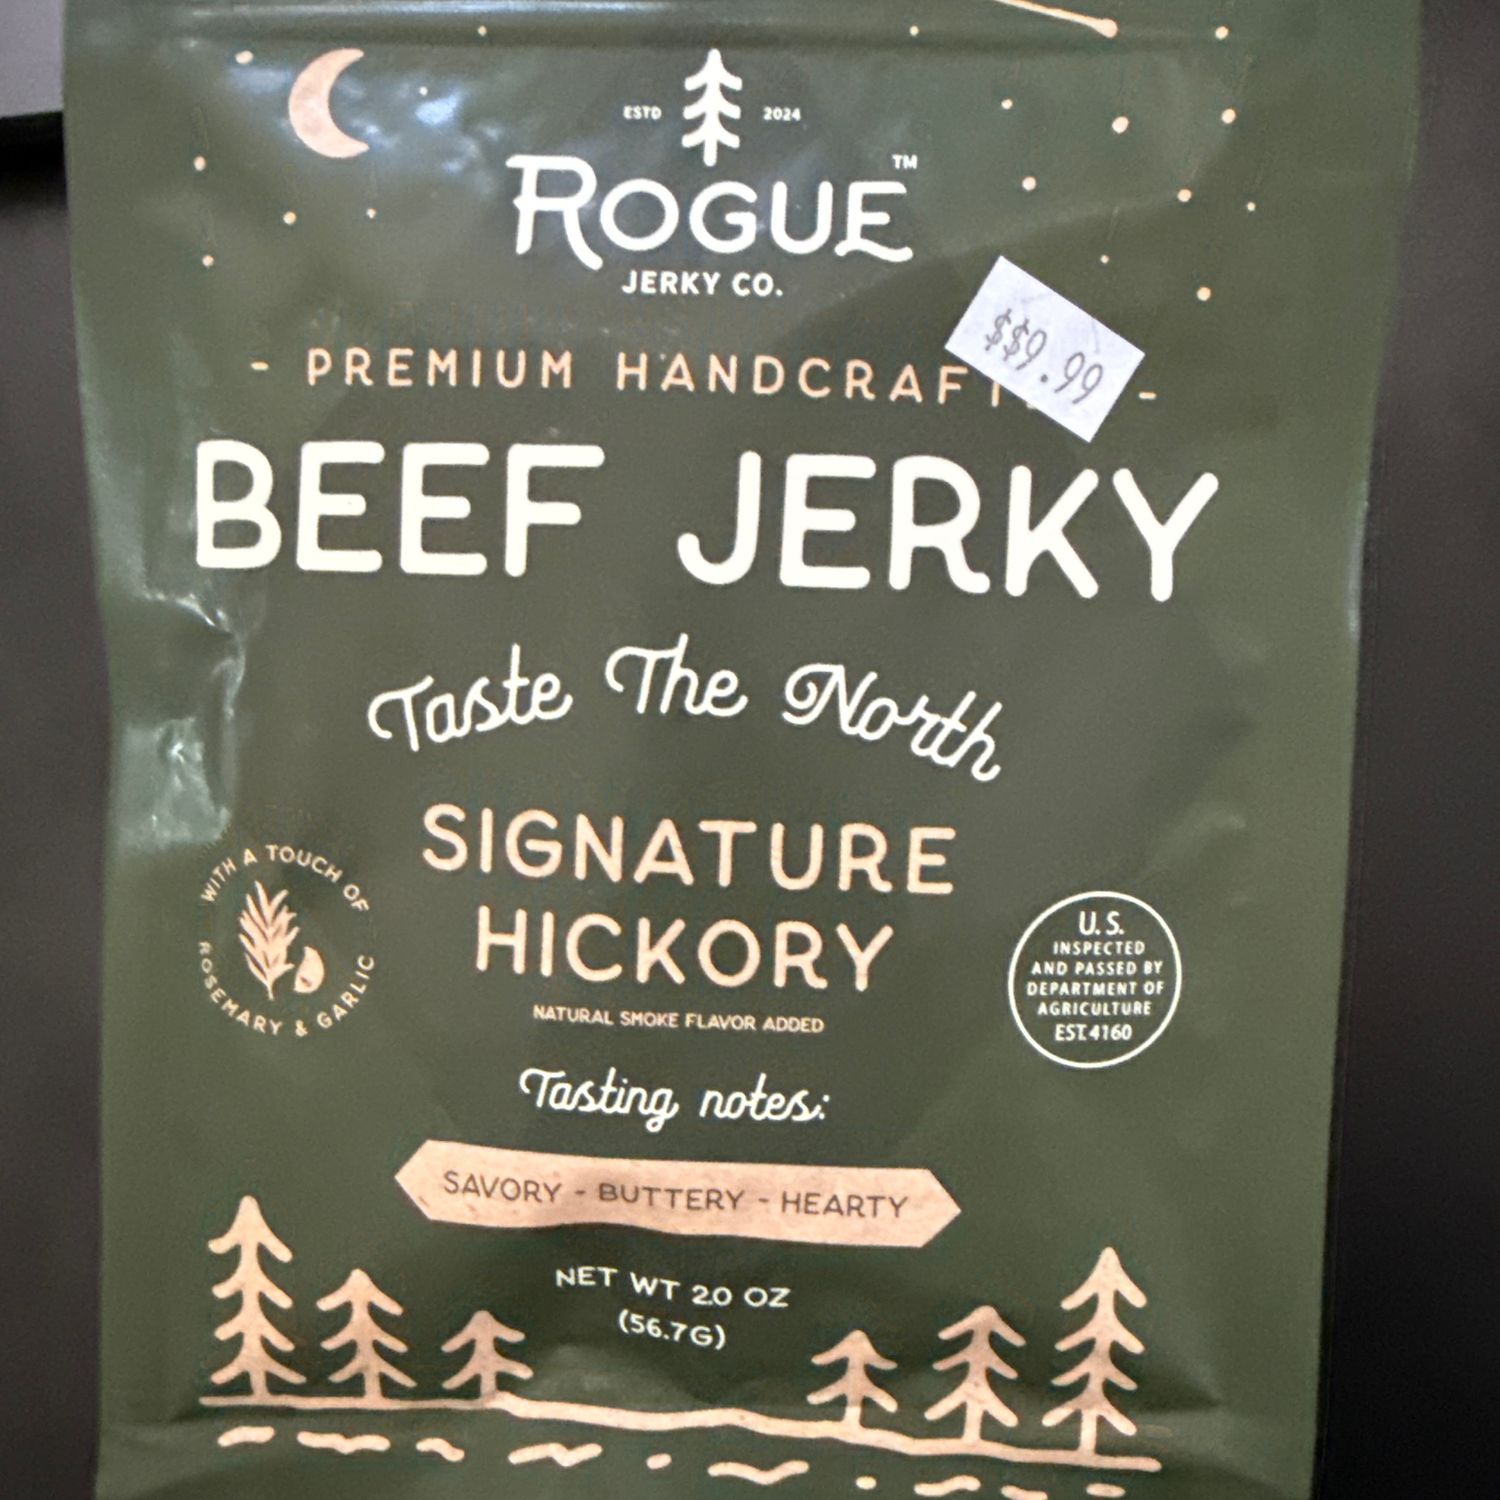 ESTD 2024
ROGUE™
JERKY CO.
$$9.99
- PREMIUM HANDCRAFT -
BEEF JERKY
Taste The North
SIGNATURE
HICKORY
NATURAL SMOKE FLAVOR ADDED
WITH A TOUCH OF
ROSEMARY & GARLIC
U.S.
INSPECTED
AND PASSED BY
DEPARTMENT OF
AGRICULTURE
EST.4160
Tasting notes:
SAVORY - BUTTERY - HEARTY
NET WT 2.0 OZ
(56.7G)